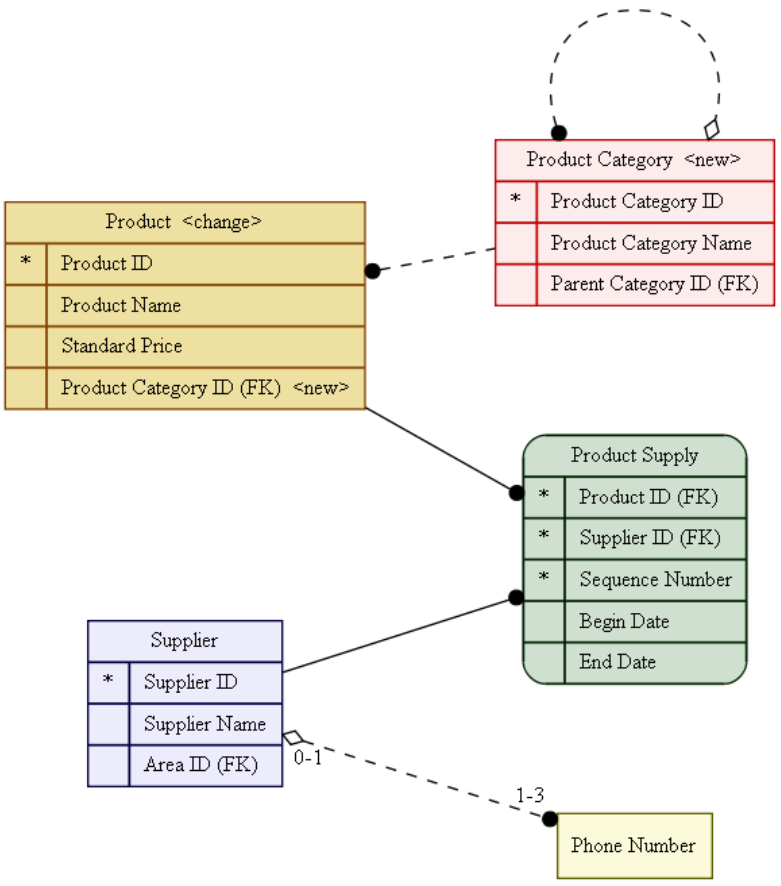 Product Category <new>
* Product Category ID
Product Category Name
Parent Category ID (FK)
Product <change>
* Product ID
Product Name
Standard Price
Product Category ID (FK) <new>
Product Supply
* Product ID (FK)
* Supplier ID (FK)
* Sequence Number
Begin Date
End Date
Supplier
* Supplier ID
Supplier Name
Area ID (FK)
0-1
1-3
Phone Number